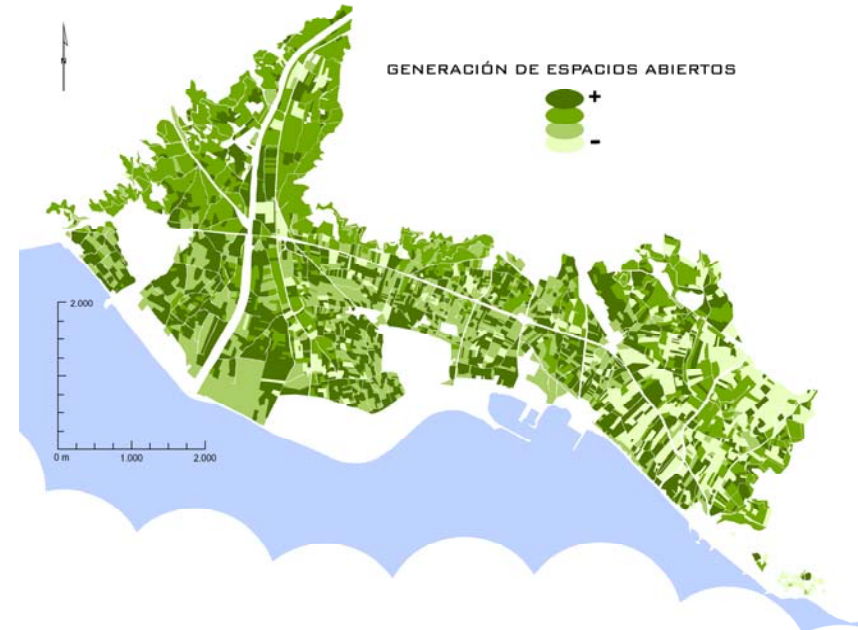 N
GENERACIÓN DE ESPACIOS ABIERTOS
+
-
2.000
0 m 1.000 2.000